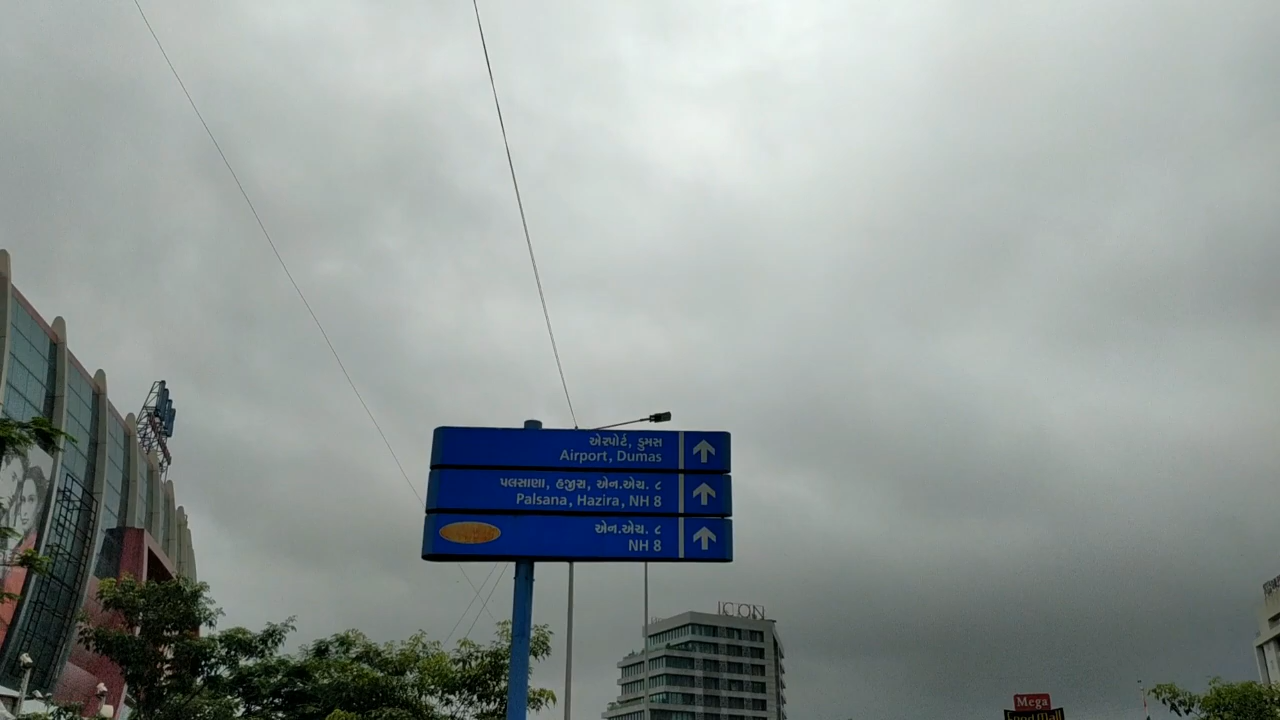 એરપોર્ટ, ડુમસ
Airport, Dumas
પલસાણા, હજીરા, એન.એચ. ૮
Palsana, Hazira, NH 8
એન.એચ. ૮
NH 8
ICON
Mega